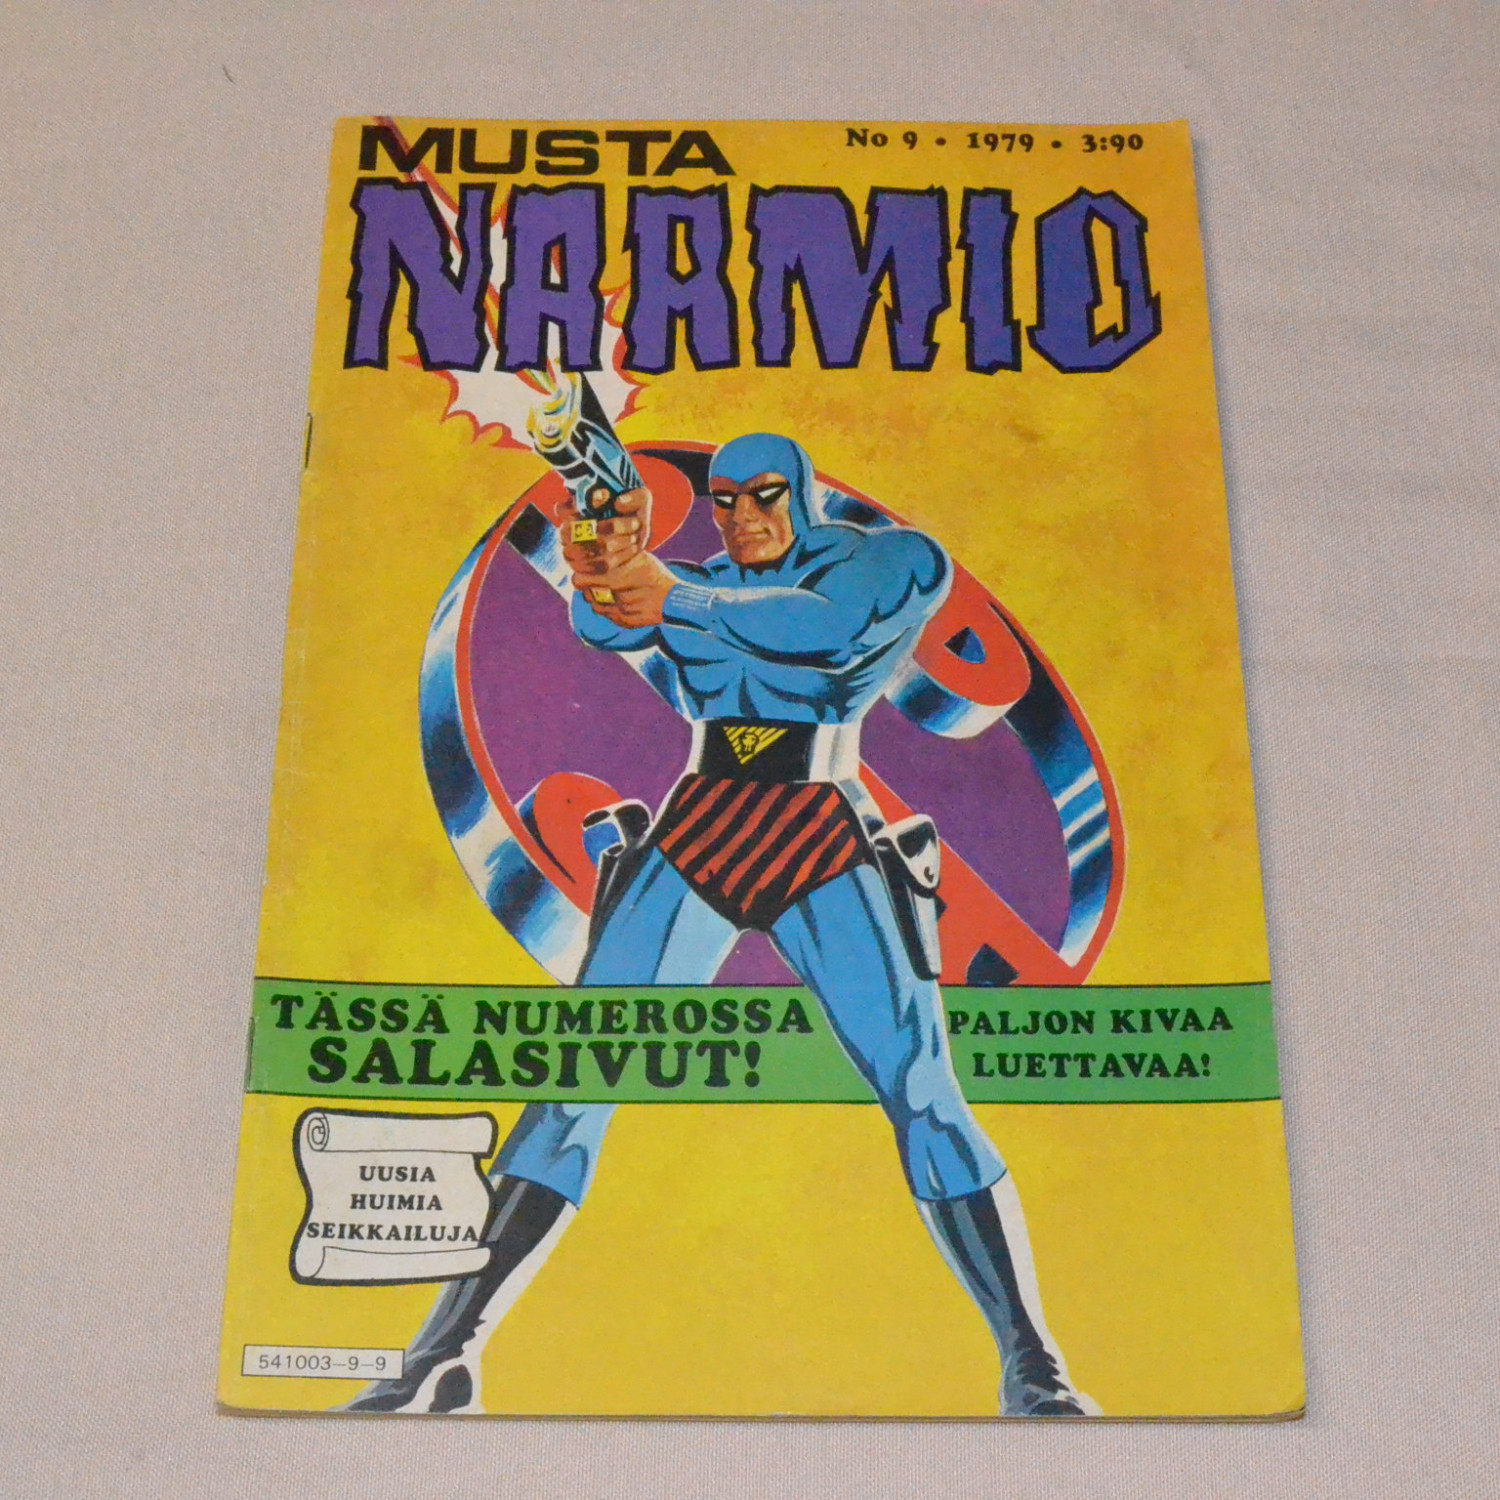 MUSTA
No 9 • 1979 • 3:90
NAAMIO
TÄSSÄ NUMEROSSA
SALASIVUT!
PALJON KIVAA
LUETTAVAA!
UUSIA
HUIMIA
SEIKKAILUJA
541003-9-9